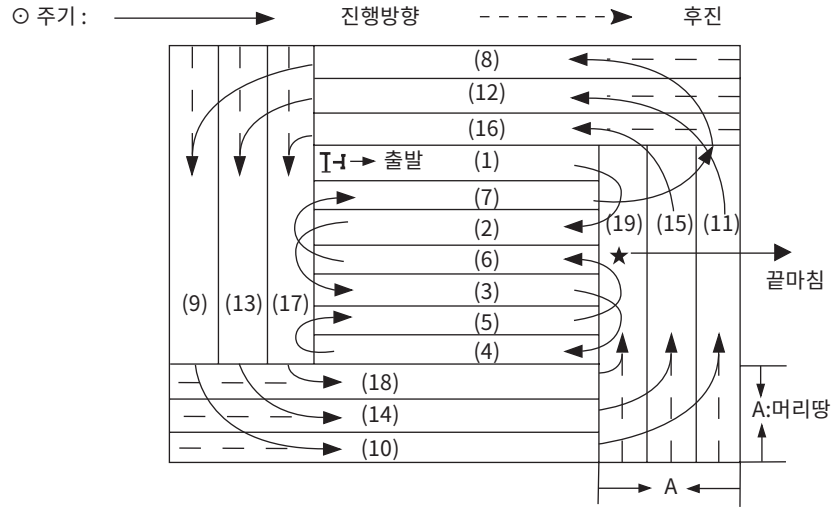 ⊙ 주기 : 진행방향 후진
(8)
(12)
(16)
출발 (1)
(7)
(2) (19) (15) (11)
(6)
끝마침
(9) (13) (17) (3)
(5)
(4)
(18)
A:머리땅
(14)
(10)
A